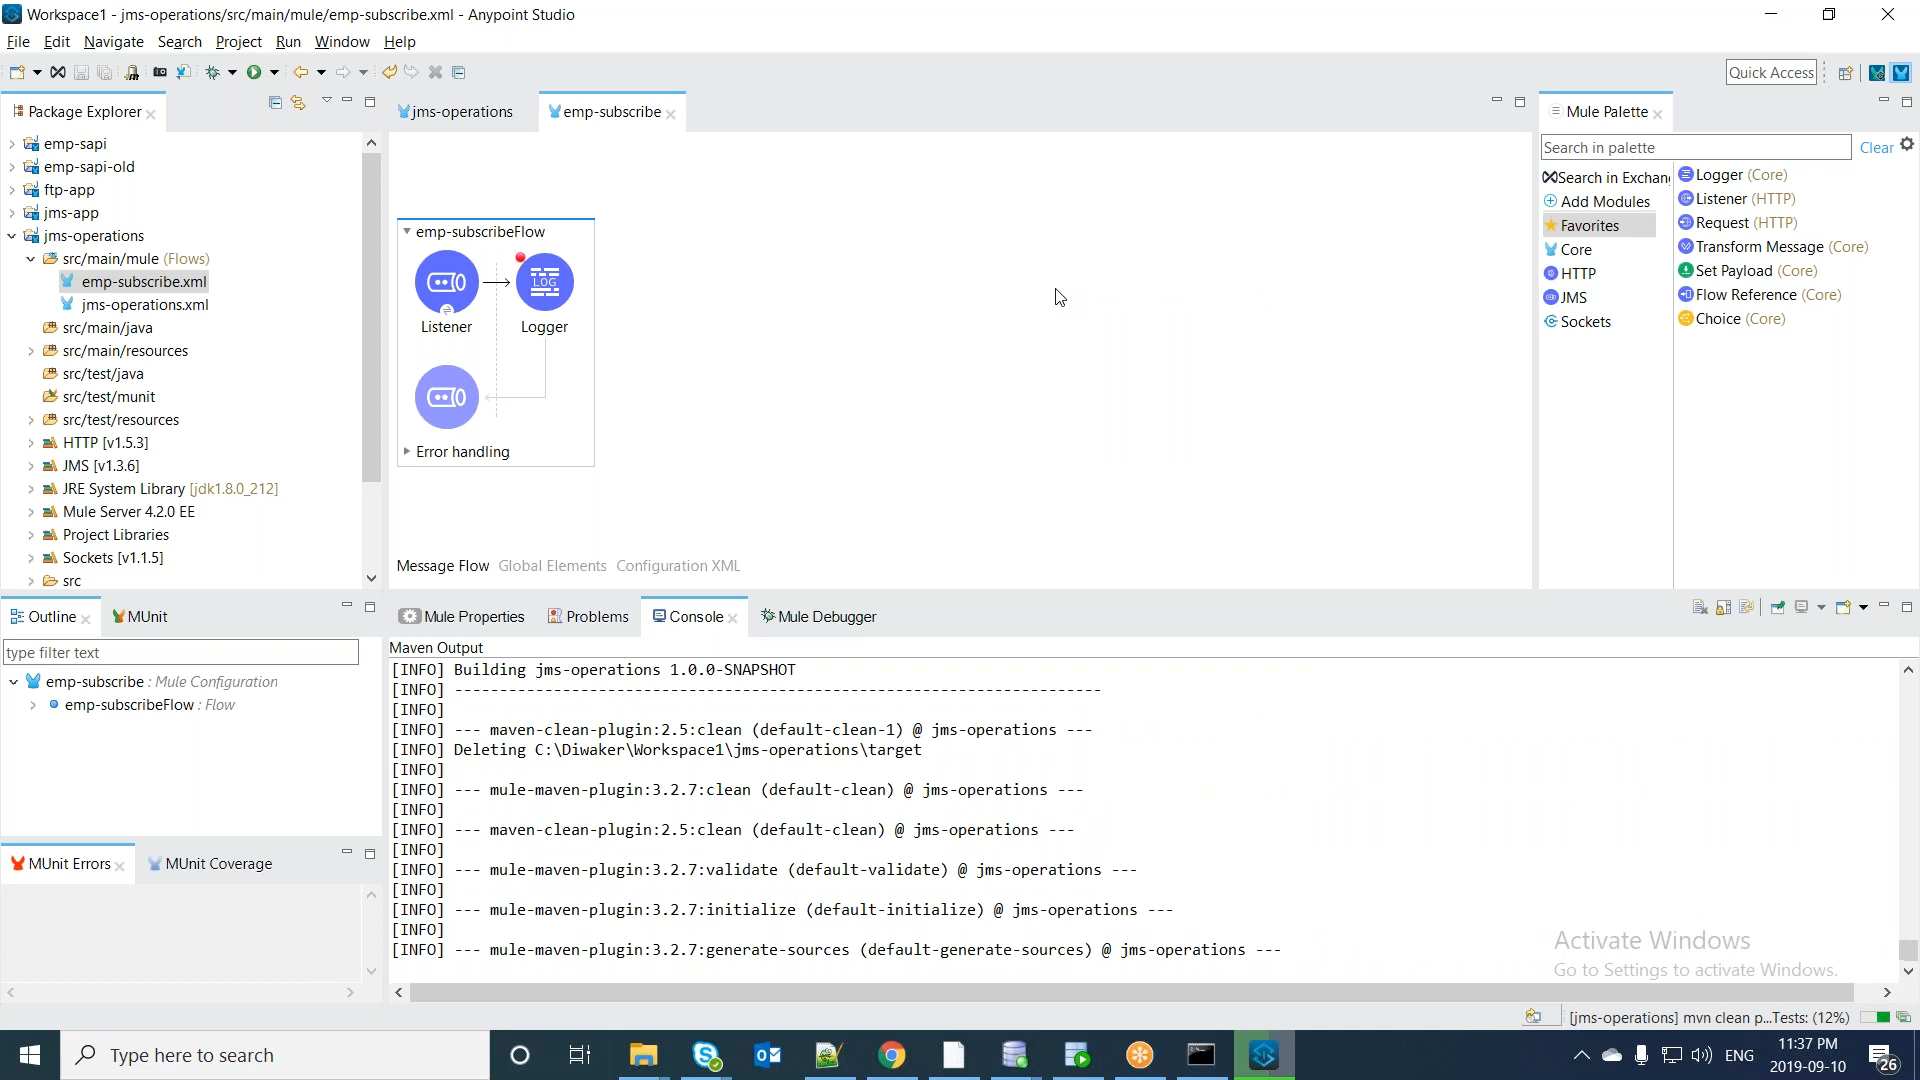 Workspace1 - jms-operations/src/main/mule/emp-subscribe.xml - Anypoint Studio
File Edit Navigate Search Project Run Window Help
Quick Access
Package Explorer
emp-sapi
emp-sapi-old
ftp-app
jms-app
jms-operations
src/main/mule (Flows)
emp-subscribe.xml
jms-operations.xml
src/main/java
src/main/resources
src/test/java
src/test/munit
src/test/resources
HTTP [v1.5.3]
JMS [v1.3.6]
JRE System Library [jdk1.8.0_212]
Mule Server 4.2.0 EE
Project Libraries
Sockets [v1.1.5]
src
jms-operations emp-subscribe
emp-subscribeFlow
LOG
Listener Logger
Error handling
Message Flow Global Elements Configuration XML
Mule Palette
Search in palette Clear
Search in Exchan
Add Modules
Favorites
Core
HTTP
JMS
Sockets
Logger (Core)
Listener (HTTP)
Request (HTTP)
Transform Message (Core)
Set Payload (Core)
Flow Reference (Core)
Choice (Core)
Outline MUnit
type filter text
emp-subscribe : Mule Configuration
emp-subscribeFlow : Flow
MUnit Errors MUnit Coverage
Mule Properties Problems Console Mule Debugger
Maven Output
[INFO] Building jms-operations 1.0.0-SNAPSHOT
[INFO] ------------------------------------------------------------------------
[INFO]
[INFO] --- maven-clean-plugin:2.5:clean (default-clean-1) @ jms-operations ---
[INFO] Deleting C:\Diwaker\Workspace1\jms-operations\target
[INFO]
[INFO] --- mule-maven-plugin:3.2.7:clean (default-clean) @ jms-operations ---
[INFO]
[INFO] --- maven-clean-plugin:2.5:clean (default-clean) @ jms-operations ---
[INFO]
[INFO] --- mule-maven-plugin:3.2.7:validate (default-validate) @ jms-operations ---
[INFO]
[INFO] --- mule-maven-plugin:3.2.7:initialize (default-initialize) @ jms-operations ---
[INFO]
[INFO] --- mule-maven-plugin:3.2.7:generate-sources (default-generate-sources) @ jms-operations ---
Activate Windows
Go to Settings to activate Windows.
[jms-operations] mvn clean p...Tests: (12%)
Type here to search
ENG
11:37 PM
2019-09-10
26